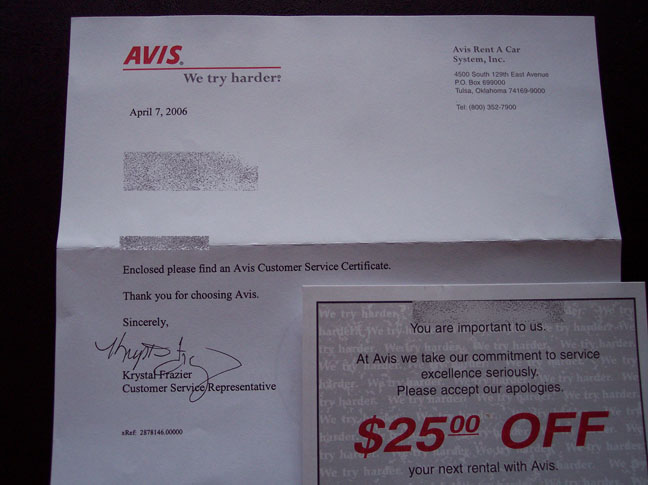 AVIS®
We try harder.®
Avis Rent A Car
System, Inc.
4500 South 129th East Avenue
P.O. Box 699000
Tulsa, Oklahoma 74169-9000
Tel: (800) 352-7900
April 7, 2006
Enclosed please find an Avis Customer Service Certificate.
Thank you for choosing Avis.
Sincerely,
Krystal Frazier
Customer Service Representative
sRef: 2878146.00000
You are important to us.
At Avis we take our commitment to service
excellence seriously.
Please accept our apologies.
$25.00 OFF
your next rental with Avis.
We try harder.